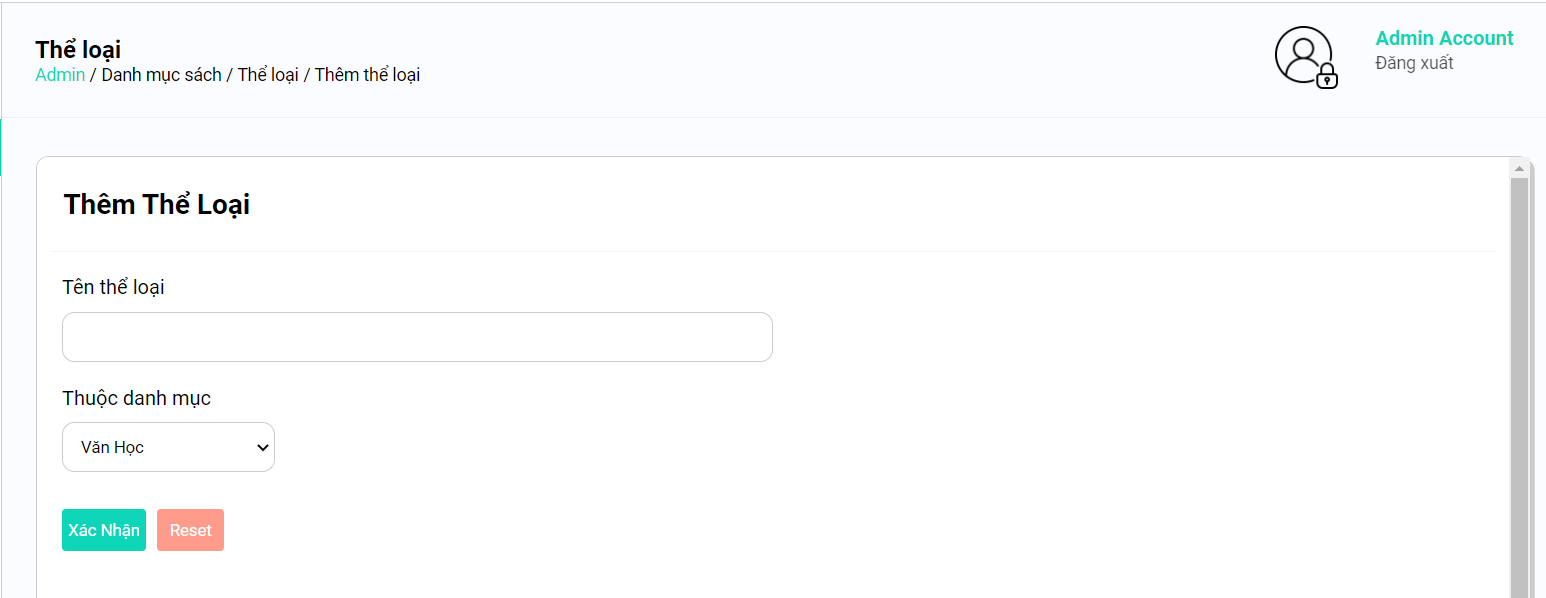 Thể loại
Admin / Danh mục sách / Thể loại / Thêm thể loại
Admin Account
Đăng xuất
Thêm Thể Loại
Tên thể loại
Thuộc danh mục
Văn Học
Xác Nhận
Reset